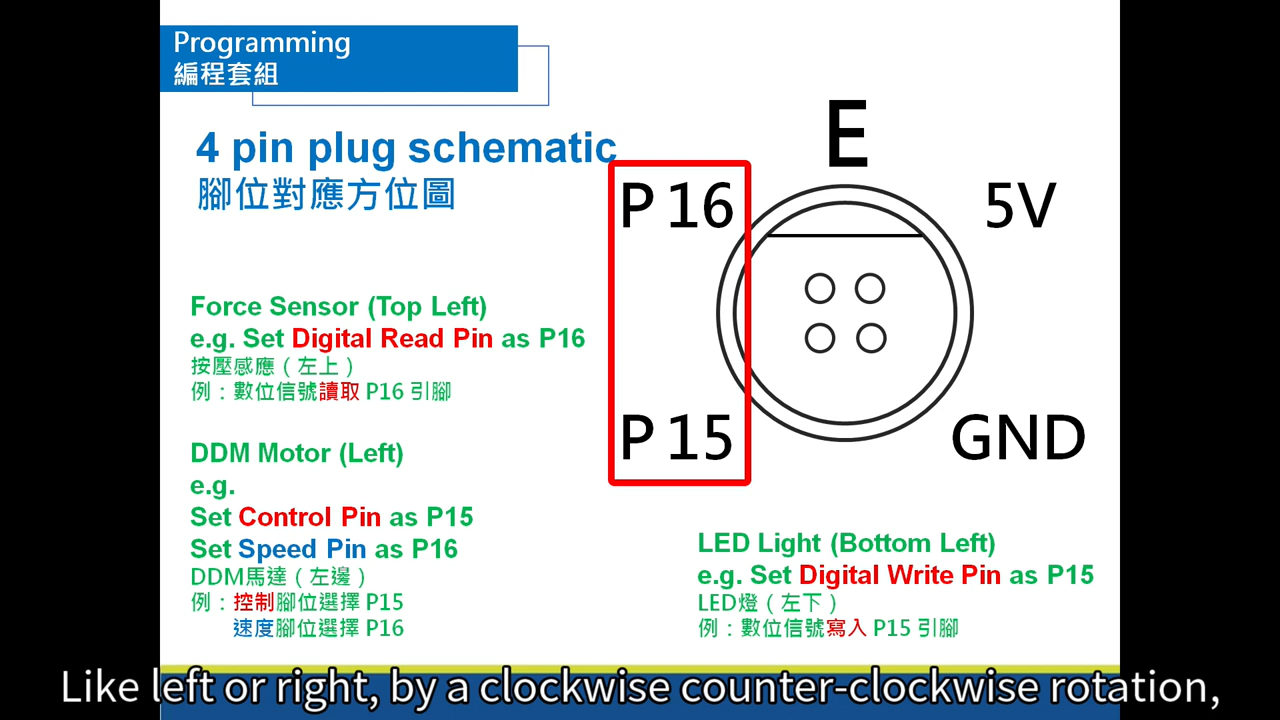 Programming
編程套組
4 pin plug schematic
腳位對應方位圖
E
P16
5V
P15
GND
Force Sensor (Top Left)
e.g. Set Digital Read Pin as P16
按壓感應（左上）
例：數位信號讀取 P16 引腳
DDM Motor (Left)
e.g.
Set Control Pin as P15
Set Speed Pin as P16
DDM馬達（左邊）
例：控制腳位選擇 P15
速度腳位選擇 P16
LED Light (Bottom Left)
e.g. Set Digital Write Pin as P15
LED燈（左下）
例：數位信號寫入 P15 引腳
Like left or right, by a clockwise counter-clockwise rotation,